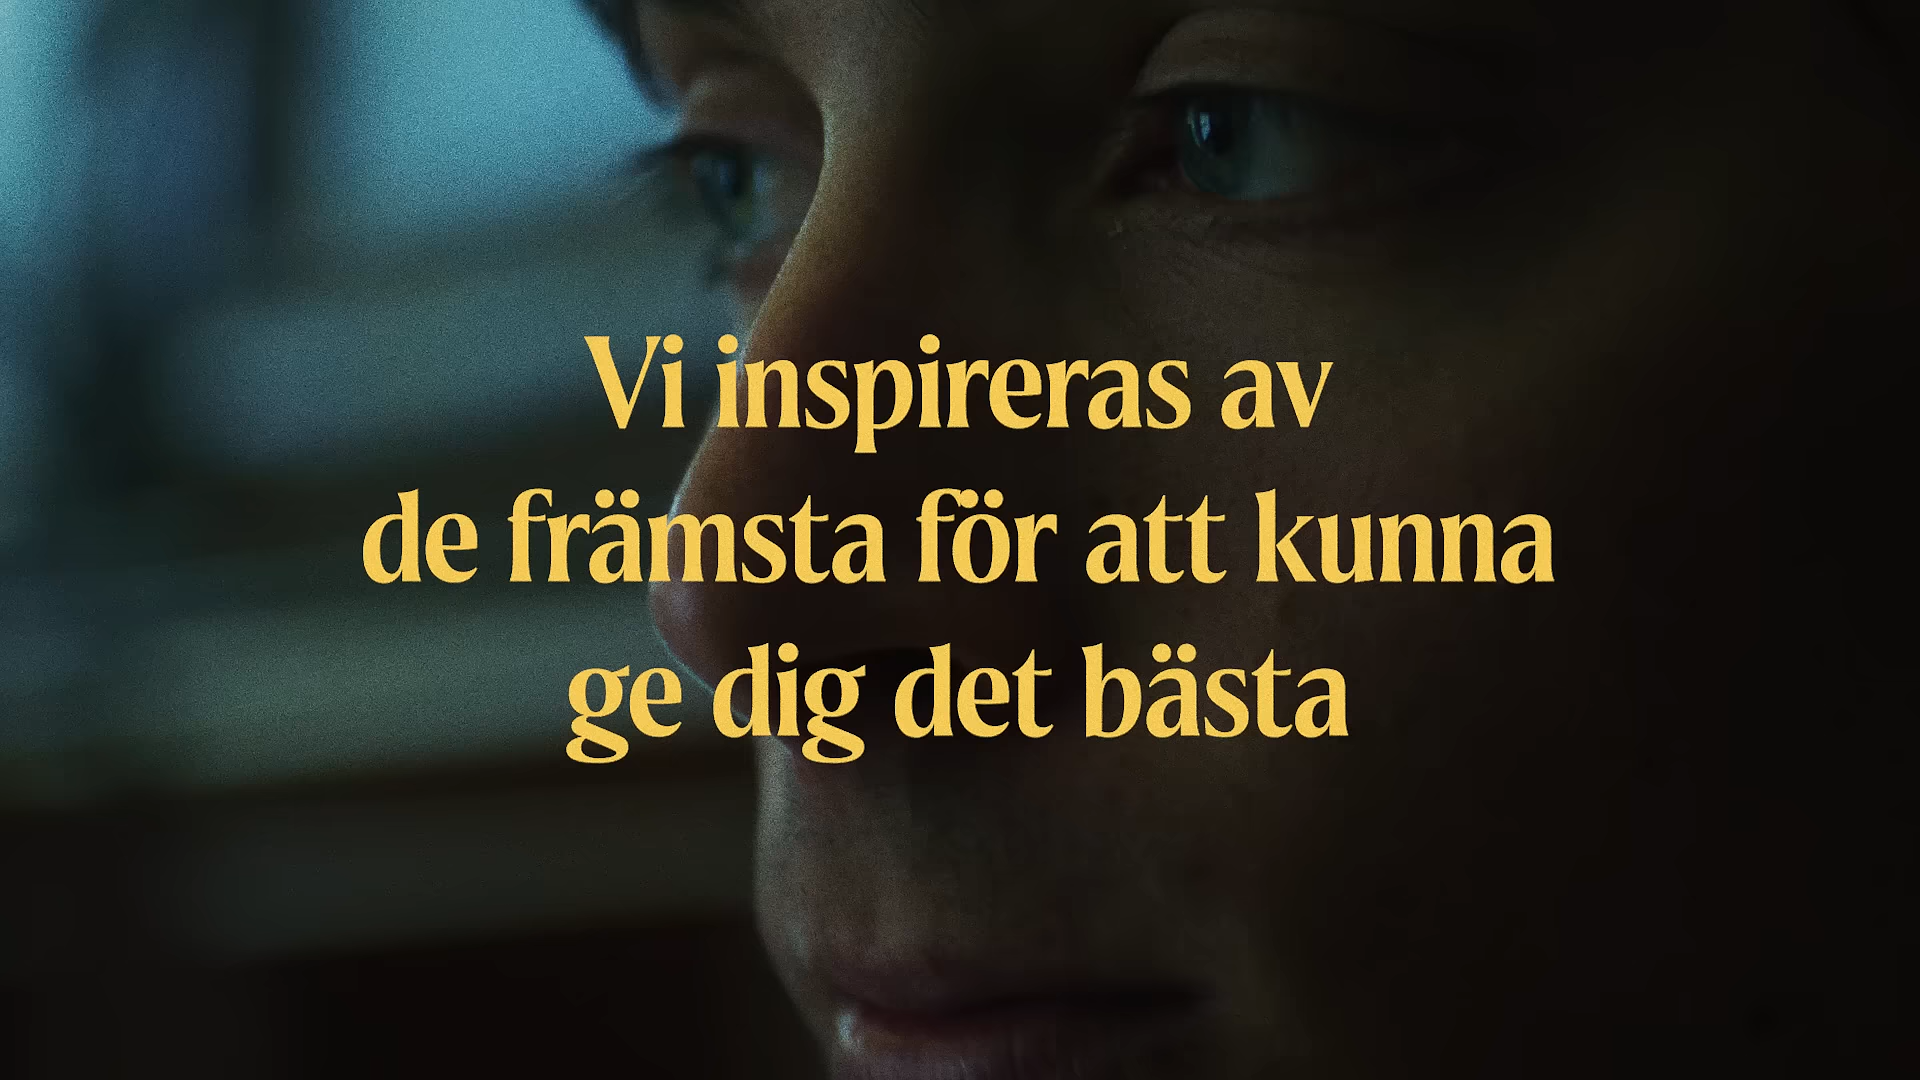 Vi inspireras av
de främsta för att kunna
ge dig det bästa